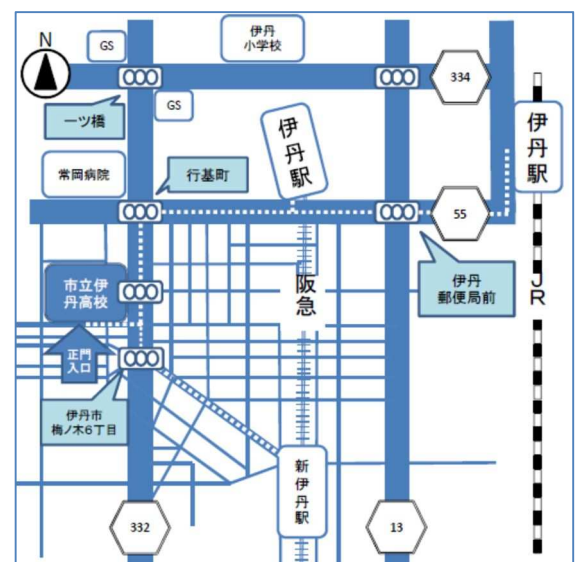 N
GS
伊丹
小学校
334
GS
一ツ橋
伊丹駅
伊丹駅
常岡病院
行基町
55
市立伊
丹高校
阪急
伊丹
郵便局前
JR
正門
入口
伊丹市
梅ノ木6丁目
新伊丹駅
332
13